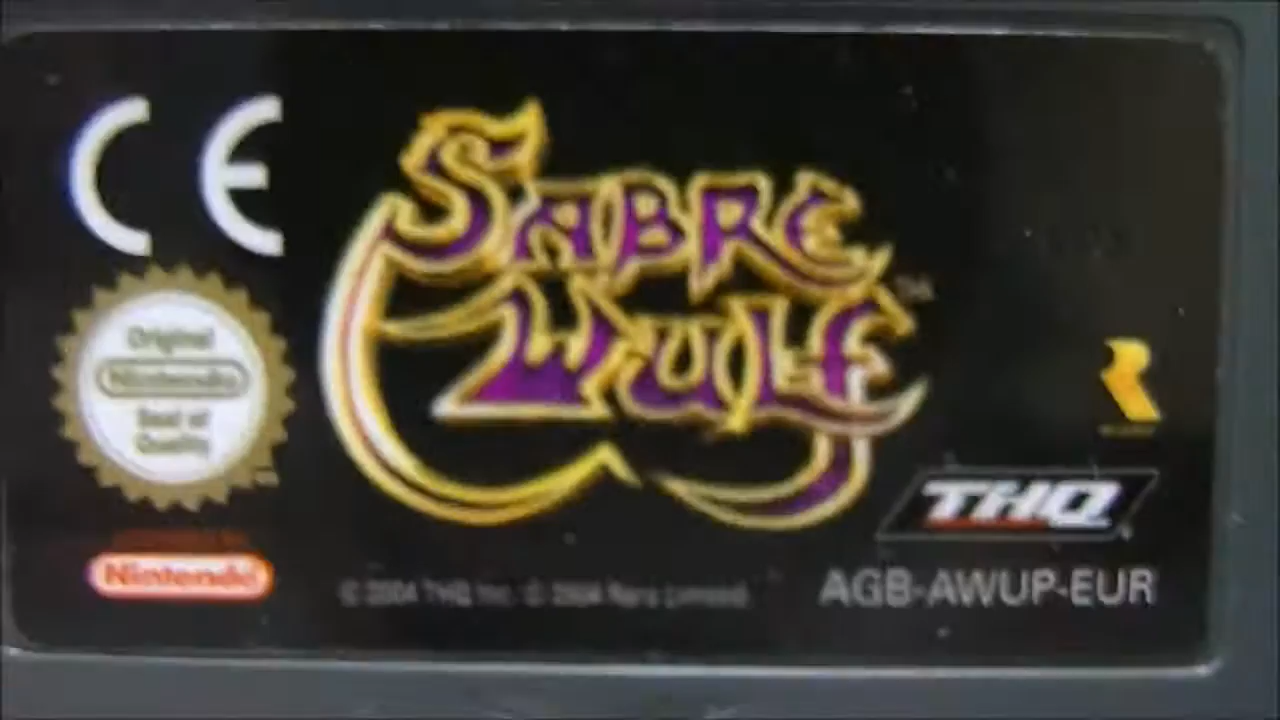 CE
SABRE
WULF
TM
Original
Nintendo
Seal of
Quality
R
THQ
Nintendo
© 2004 THQ Inc. © 2004 Rare Limited.
AGB-AWUP-EUR